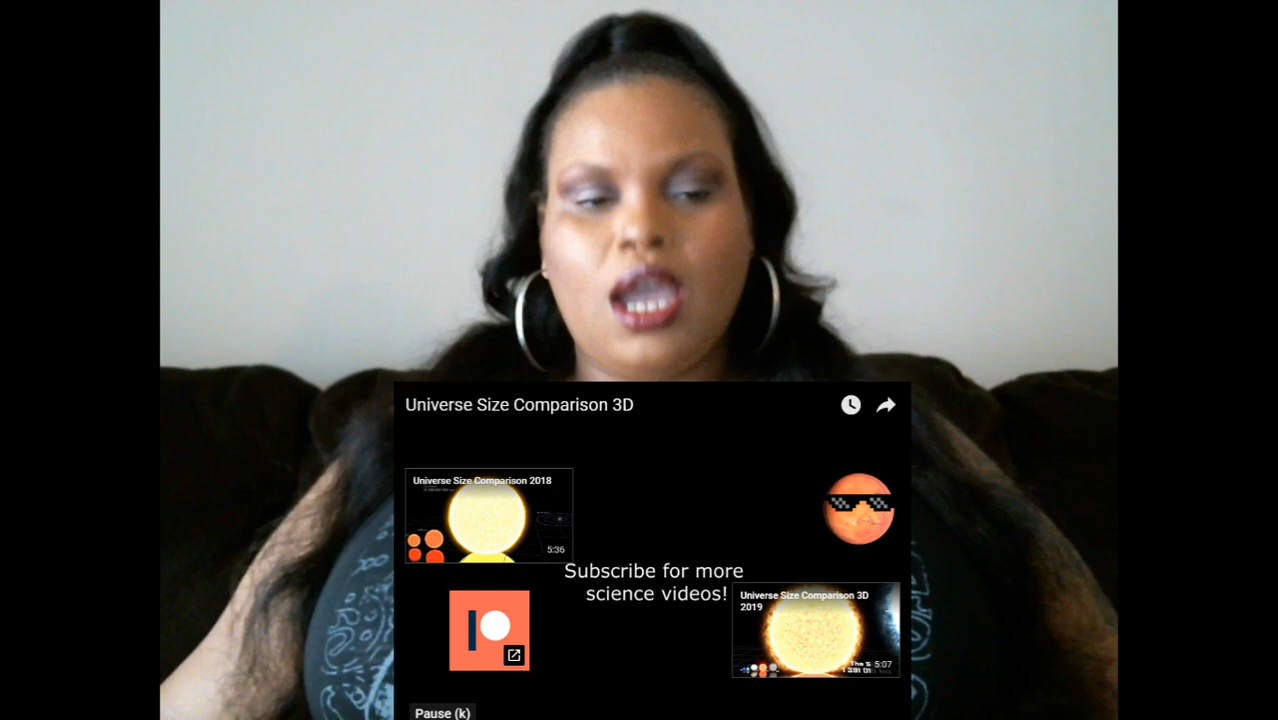 Universe Size Comparison 3D
Universe Size Comparison 2018
5:36
Subscribe for more
science videos!
Universe Size Comparison 3D
2019
5:07
Pause (k)